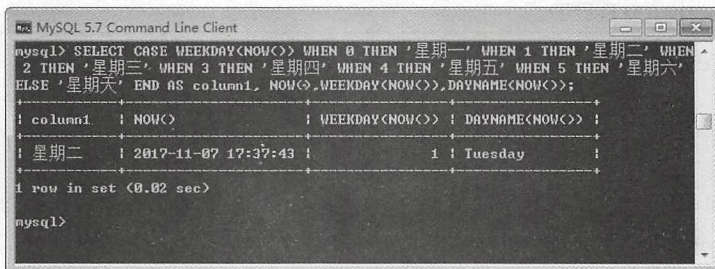 MySQL 5.7 Command Line Client
mysql> SELECT CASE WEEKDAY(NOW()) WHEN 0 THEN '星期一' WHEN 1 THEN '星期二' WHEN
2 THEN '星期三' WHEN 3 THEN '星期四' WHEN 4 THEN '星期五' WHEN 5 THEN '星期六'
ELSE '星期天' END AS column1, NOW(),WEEKDAY(NOW()),DAYNAME(NOW());
| column1 | NOW() | WEEKDAY(NOW()) | DAYNAME(NOW()) |
| 星期二 | 2017-11-07 17:37:43 | 1 | Tuesday |
1 row in set (0.02 sec)
mysql>